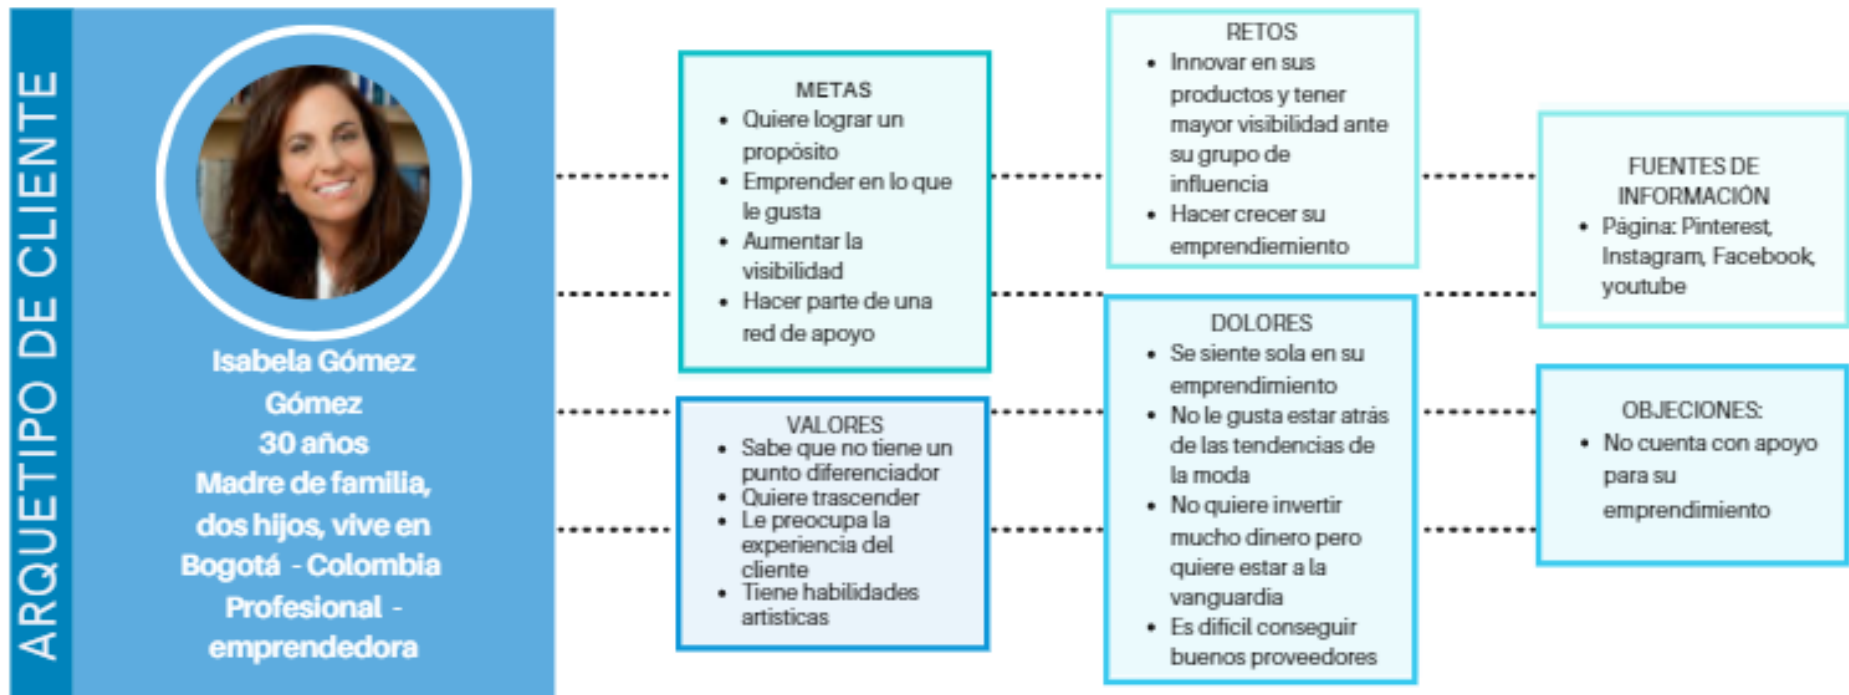 ARQUETIPO DE CLIENTE
Isabela Gómez
Gómez
30 años
Madre de familia,
dos hijos, vive en
Bogotá - Colombia
Profesional -
emprendedora
METAS
• Quiere lograr un
propósito
• Emprender en lo que
le gusta
• Aumentar la
visibilidad
• Hacer parte de una
red de apoyo
VALORES
• Sabe que no tiene un
punto diferenciador
• Quiere trascender
• Le preocupa la
experiencia del
cliente
• Tiene habilidades
artisticas
RETOS
• Innovar en sus
productos y tener
mayor visibilidad ante
su grupo de
influencia
• Hacer crecer su
emprendiemiento
DOLORES
• Se siente sola en su
emprendimiento
• No le gusta estar atrás
de las tendencias de
la moda
• No quiere invertir
mucho dinero pero
quiere estar a la
vanguardia
• Es dificil conseguir
buenos proveedores
FUENTES DE
INFORMACIÓN
• Página: Pinterest,
Instagram, Facebook,
youtube
OBJECIONES:
• No cuenta con apoyo
para su
emprendimiento